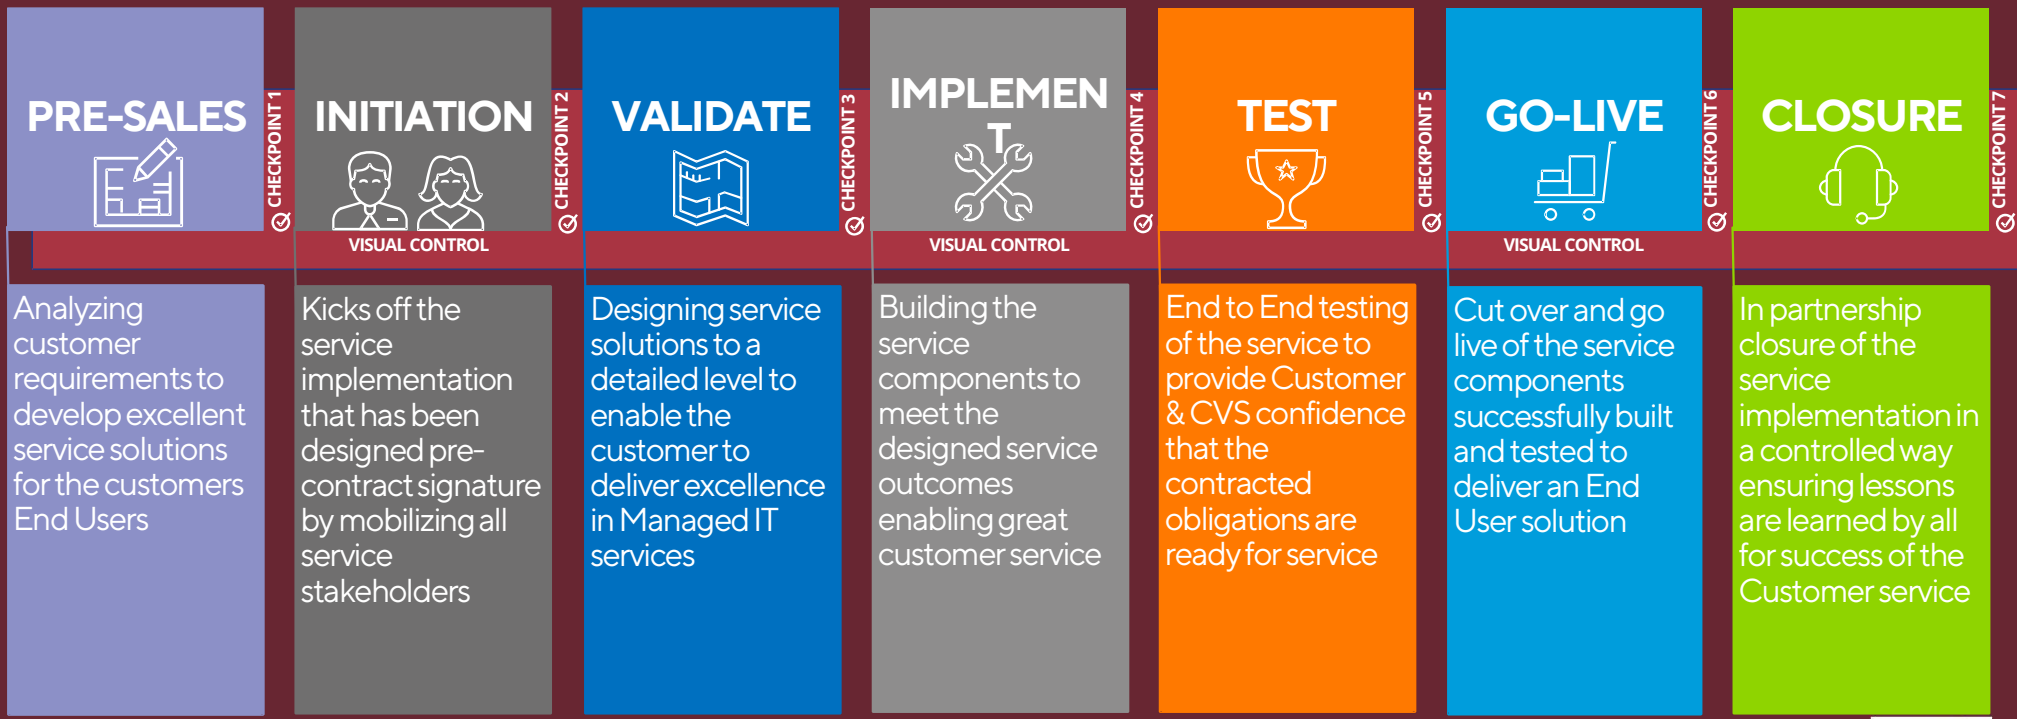 PRE-SALES
CHECKPOINT 1
INITIATION
CHECKPOINT 2
VALIDATE
CHECKPOINT 3
IMPLEMEN
T
CHECKPOINT 4
TEST
CHECKPOINT 5
GO-LIVE
CHECKPOINT 6
CLOSURE
CHECKPOINT 7
VISUAL CONTROL
VISUAL CONTROL
VISUAL CONTROL
Analyzing
customer
requirements to
develop excellent
service solutions
for the customers
End Users
Kicks off the
service
implementation
that has been
designed pre-
contract signature
by mobilizing all
service
stakeholders
Designing service
solutions to a
detailed level to
enable the
customer to
deliver excellence
in Managed IT
services
Building the
service
components to
meet the
designed service
outcomes
enabling great
customer service
End to End testing
of the service to
provide Customer
& CVS confidence
that the
contracted
obligations are
ready for service
Cut over and go
live of the service
components
successfully built
and tested to
deliver an End
User solution
In partnership
closure of the
service
implementation in
a controlled way
ensuring lessons
are learned by all
for success of the
Customer service